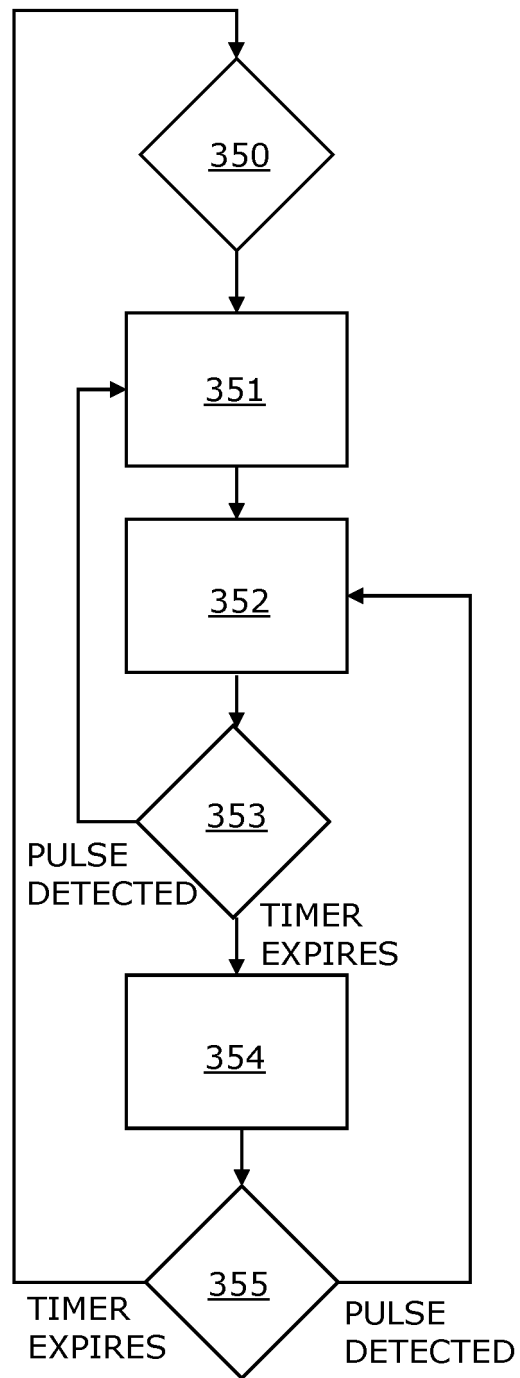 350
351
352
353
PULSE
DETECTED
TIMER
EXPIRES
354
355
TIMER
EXPIRES
PULSE
DETECTED